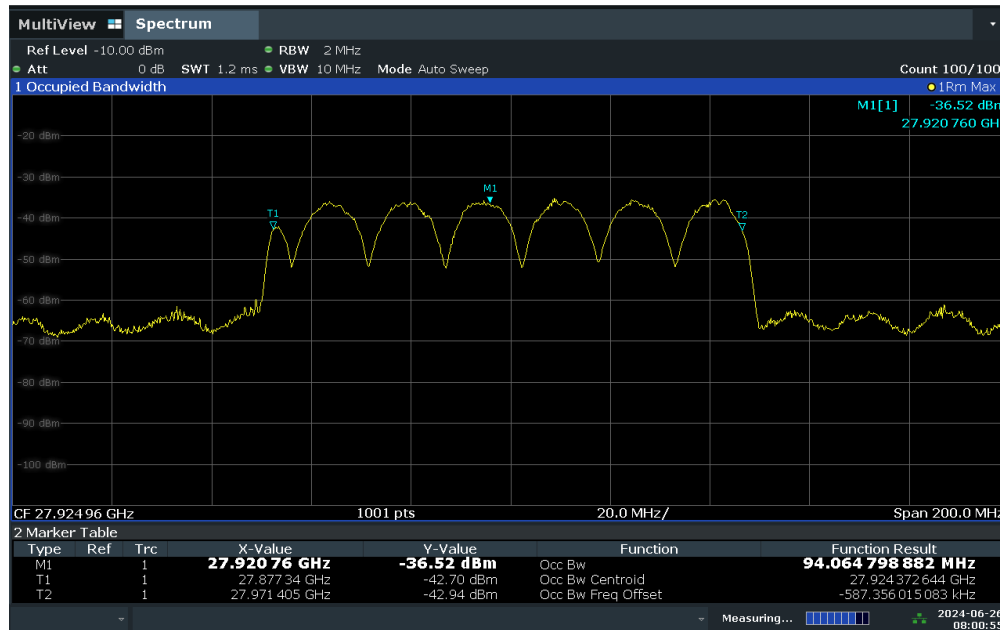 MultiView Spectrum
Ref Level -10.00 dBm RBW 2 MHz
Att 0 dB SWT 1.2 ms VBW 10 MHz Mode Auto Sweep Count 100/100
1 Occupied Bandwidth 1Rm Max
M1[1] -36.52 dBm
27.920 760 GH
-20 dBm
-30 dBm
M1
T1 T2
-40 dBm
-50 dBm
-60 dBm
-70 dBm
-80 dBm
-90 dBm
-100 dBm
CF 27.92496 GHz 1001 pts 20.0 MHz/ Span 200.0 MHz
2 Marker Table
Type Ref Trc X-Value Y-Value Function Function Result
M1 1 27.92076 GHz -36.52 dBm Occ Bw 94.064 798 882 MHz
T1 1 27.87734 GHz -42.70 dBm Occ Bw Centroid 27.924 372 644 GHz
T2 1 27.971 405 GHz -42.94 dBm Occ Bw Freq Offset -587.356 015 083 kHz
Measuring... 2024-06-26
08:00:55